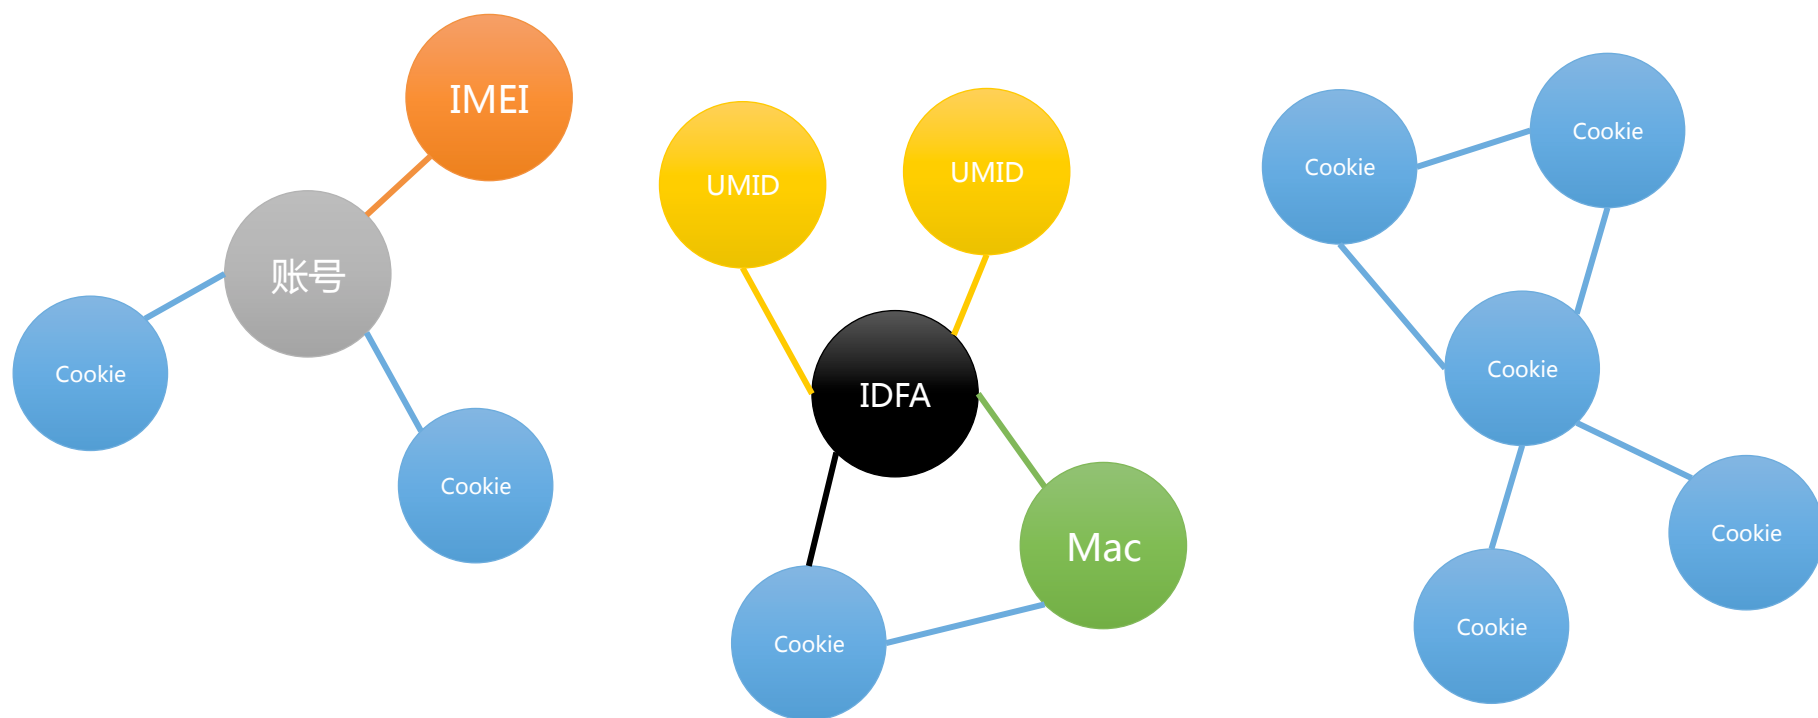 IMEI
账号
Cookie
Cookie
UMID
UMID
IDFA
Mac
Cookie
Cookie
Cookie
Cookie
Cookie
Cookie